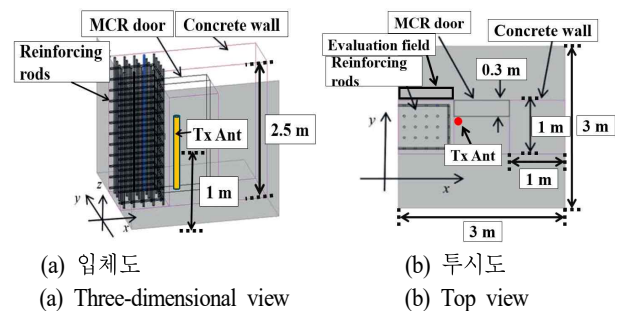 MCR door
Concrete wall
Reinforcing
rods
Tx Ant
2.5 m
1 m
y
z
x
(a) 입체도
(a) Three-dimensional view
MCR door
Concrete wall
Evaluation field
Reinforcing
rods
0.3 m
y
1 m
3 m
Tx Ant
x
1 m
3 m
(b) 투시도
(b) Top view